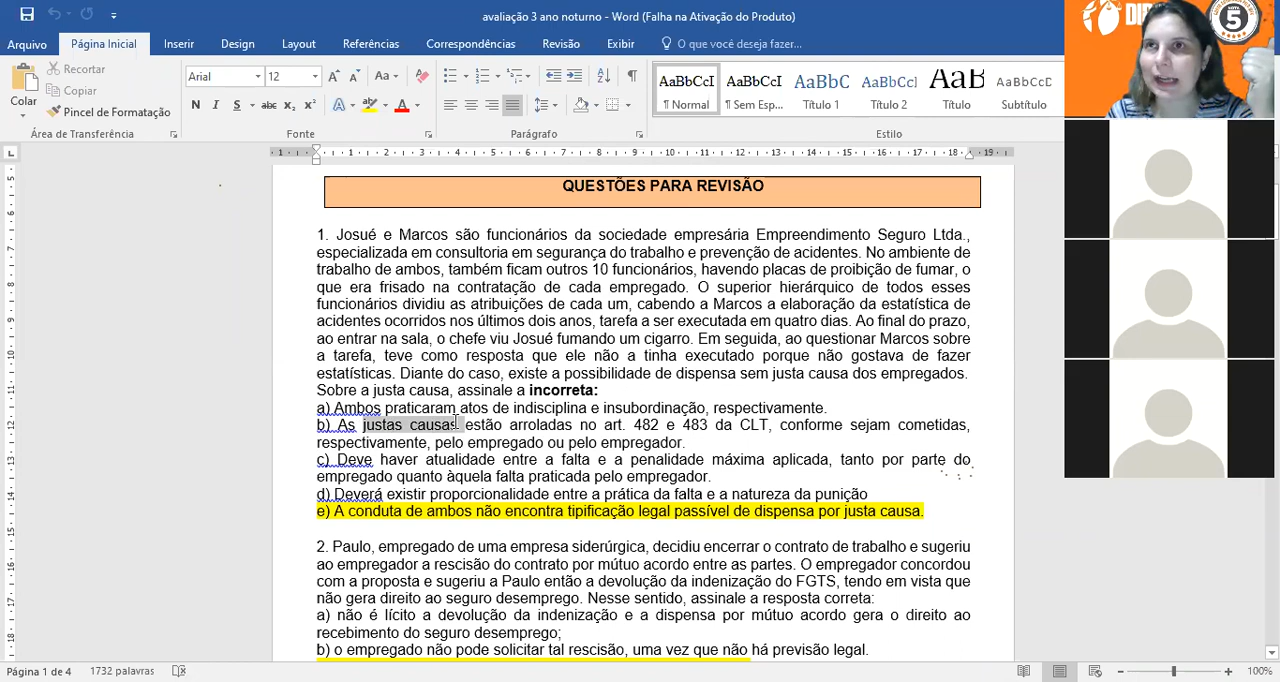 avaliação 3 ano noturno - Word (Falha na Ativação do Produto)
Arquivo Página Inicial Inserir Design Layout Referências Correspondências Revisão Exibir O que você deseja fazer...
Colar
Recortar
Copiar
Pincel de Formatação
Área de Transferência
Arial 12
N I S abc x₂ x²
Fonte
Parágrafo
AaBbCcI AaBbCcI AaBbC AaBbCcI AaB AaBbCcD
¶ Normal ¶ Sem Esp... Título 1 Título 2 Título Subtítulo
Estilo
5
QUESTÕES PARA REVISÃO
1. Josué e Marcos são funcionários da sociedade empresária Empreendimento Seguro Ltda.,
especializada em consultoria em segurança do trabalho e prevenção de acidentes. No ambiente de
trabalho de ambos, também ficam outros 10 funcionários, havendo placas de proibição de fumar, o
que era frisado na contratação de cada empregado. O superior hierárquico de todos esses
funcionários dividiu as atribuições de cada um, cabendo a Marcos a elaboração da estatística de
acidentes ocorridos nos últimos dois anos, tarefa a ser executada em quatro dias. Ao final do prazo,
ao entrar na sala, o chefe viu Josué fumando um cigarro. Em seguida, ao questionar Marcos sobre
a tarefa, teve como resposta que ele não a tinha executado porque não gostava de fazer
estatísticas. Diante do caso, existe a possibilidade de dispensa sem justa causa dos empregados.
Sobre a justa causa, assinale a incorreta:
a) Ambos praticaram atos de indisciplina e insubordinação, respectivamente.
b) As justas causas estão arroladas no art. 482 e 483 da CLT, conforme sejam cometidas,
respectivamente, pelo empregado ou pelo empregador.
c) Deve haver atualidade entre a falta e a penalidade máxima aplicada, tanto por parte do
empregado quanto àquela falta praticada pelo empregador.
d) Deverá existir proporcionalidade entre a prática da falta e a natureza da punição
e) A conduta de ambos não encontra tipificação legal passível de dispensa por justa causa.
2. Paulo, empregado de uma empresa siderúrgica, decidiu encerrar o contrato de trabalho e sugeriu
ao empregador a rescisão do contrato por mútuo acordo entre as partes. O empregador concordou
com a proposta e sugeriu a Paulo então a devolução da indenização do FGTS, tendo em vista que
não gera direito ao seguro desemprego. Nesse sentido, assinale a resposta correta:
a) não é lícito a devolução da indenização e a dispensa por mútuo acordo gera o direito ao
recebimento do seguro desemprego;
b) o empregado não pode solicitar tal rescisão, uma vez que não há previsão legal.
Página 1 de 4 1732 palavras 100%